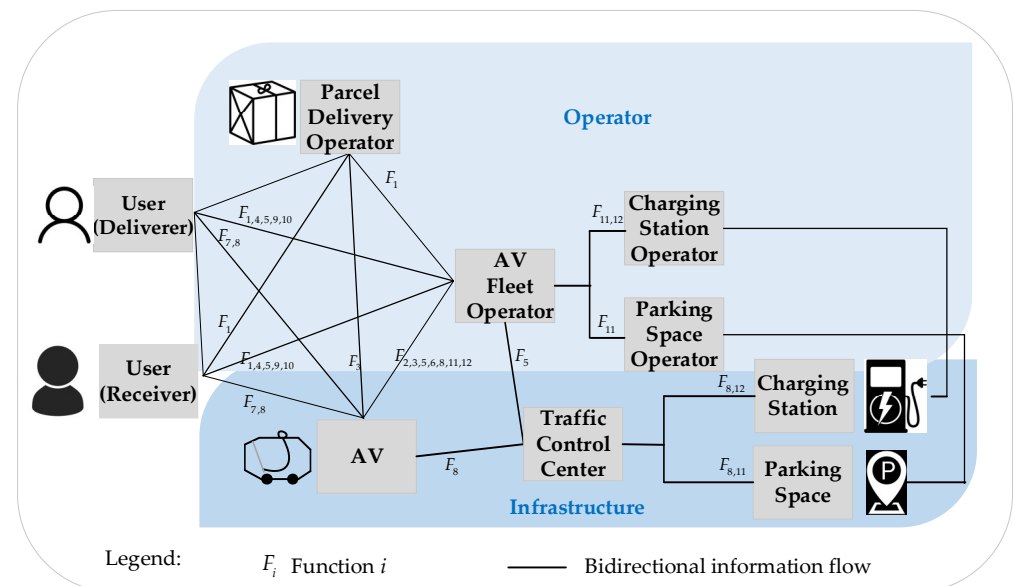 Parcel
Delivery
Operator
Operator
F1
User
(Deliverer)
F1,4,5,9,10
F7,8
F11,12
Charging
Station
Operator
AV
Fleet
Operator
Parking
Space
Operator
F11
F1
F1,4,5,9,10
F3
F2,3,5,6,8,11,12
F5
User
(Receiver)
F7,8
F8,12
Charging
Station
Traffic
Control
Center
AV
F8
F8,11
Parking
Space
P
Infrastructure
Legend:
Fi Function i
Bidirectional information flow